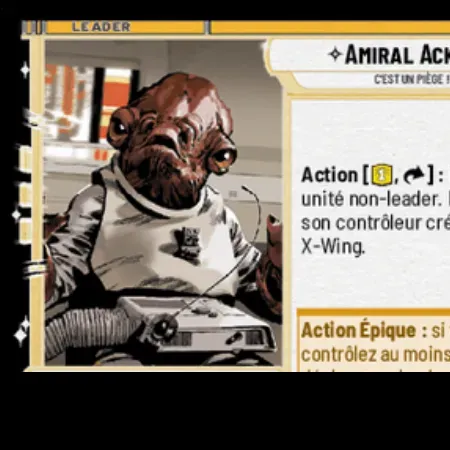 LEADER
AMIRAL ACK
C'EST UN PIÈGE !
Action [1, ]:
unité non-leader.
son contrôleur cré
X-Wing.
Action Épique : si
contrôlez au moins